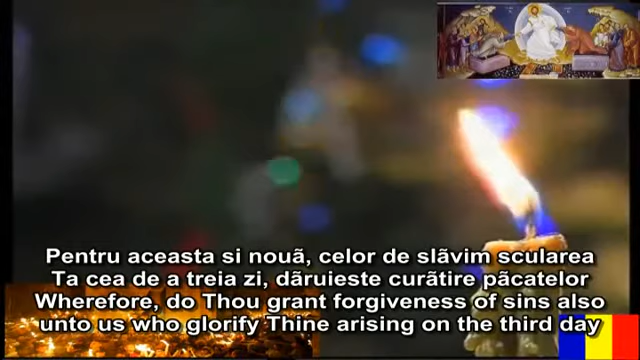 Pentru aceasta si nouã, celor de slãvim scularea
Ta cea de a treia zi, dãruieste curãtire pãcatelor
Wherefore, do Thou grant forgiveness of sins also
unto us who glorify Thine arising on the third day